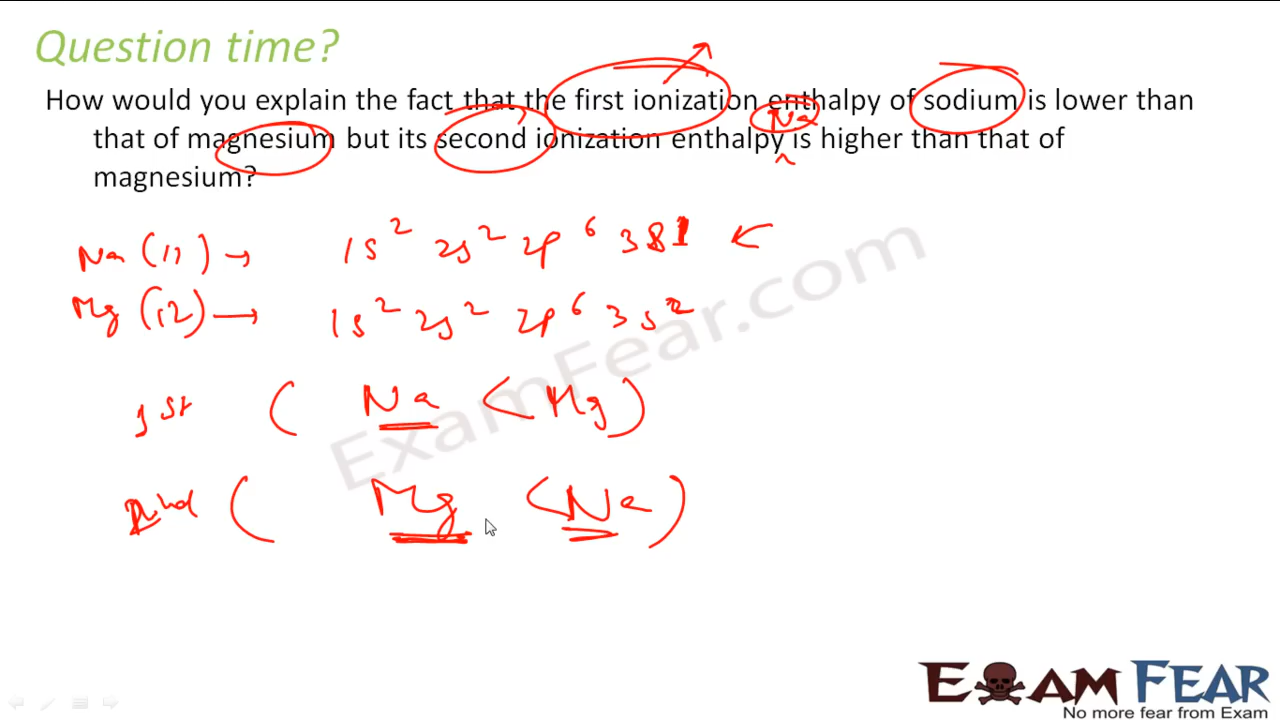 Question time?
How would you explain the fact that the first ionization enthalpy of sodium is lower than
that of magnesium but its second ionization enthalpy is higher than that of
magnesium?
Na
Na (11) → 1s² 2s² 2p⁶ 3s1
Mg (12) → 1s² 2s² 2p⁶ 3s²
1st ( Na < Mg )
2nd ( Mg < Na )
ExamFear.com
EXAM FEAR
No more fear from Exam